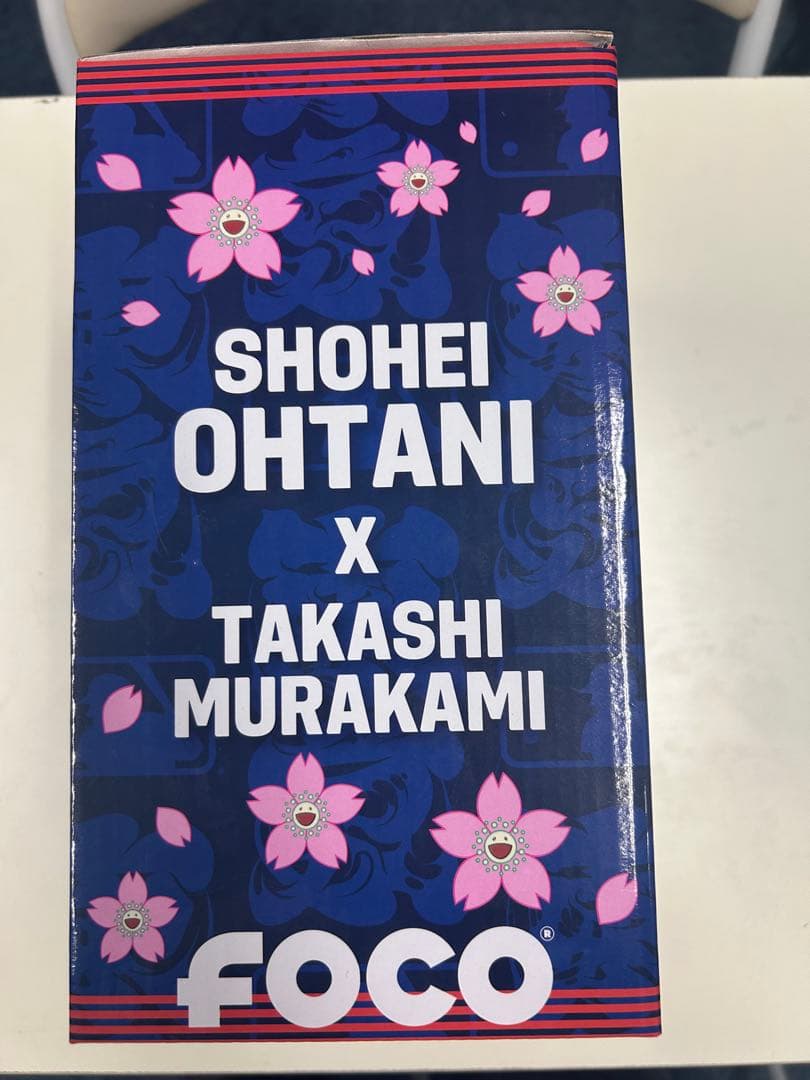 SHOHEI
OHTANI
X
TAKASHI
MURAKAMI
FOCO®